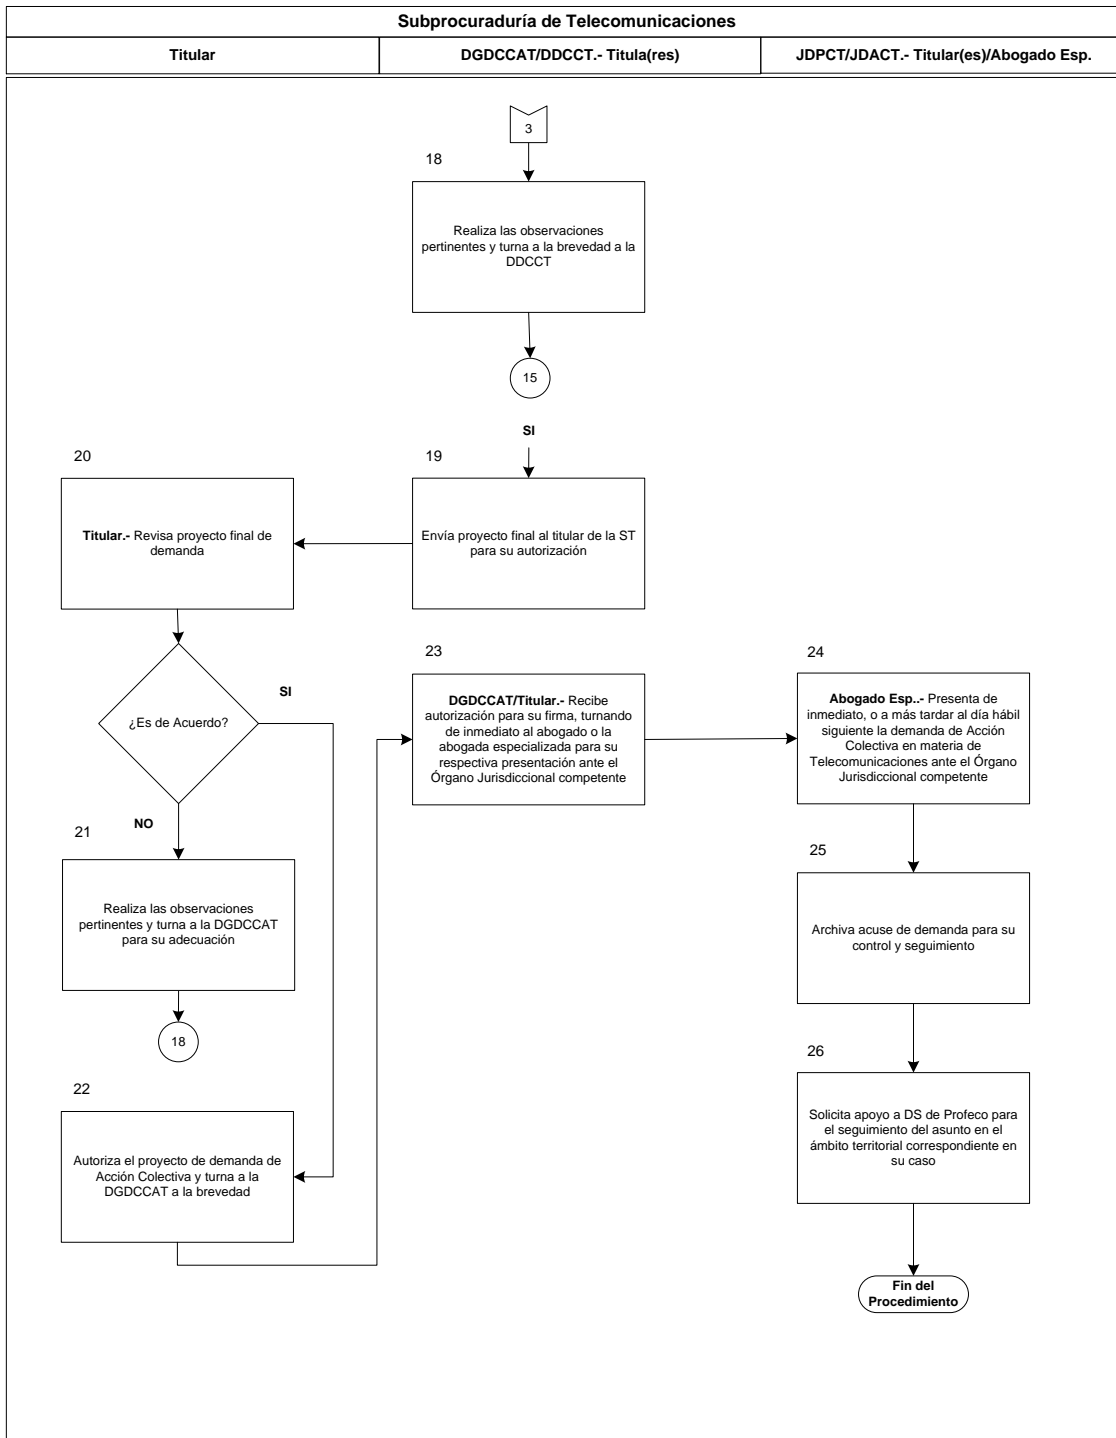 Subprocuraduría de Telecomunicaciones
Titular
DGDCCAT/DDCCT.- Titula(res)
JDPCT/JDACT.- Titular(es)/Abogado Esp.
3
18
Realiza las observaciones
pertinentes y turna a la brevedad a la
DDCCT
15
SI
20
19
Titular.- Revisa proyecto final de
demanda
Envía proyecto final al titular de la ST
para su autorización
¿Es de Acuerdo?
SI
NO
23
DGDCCAT/Titular.- Recibe
autorización para su firma, turnando
de inmediato al abogado o la
abogada especializada para su
respectiva presentación ante el
Órgano Jurisdiccional competente
24
Abogado Esp..- Presenta de
inmediato, o a más tardar al día hábil
siguiente la demanda de Acción
Colectiva en materia de
Telecomunicaciones ante el Órgano
Jurisdiccional competente
21
Realiza las observaciones
pertinentes y turna a la DGDCCAT
para su adecuación
18
25
Archiva acuse de demanda para su
control y seguimiento
22
Autoriza el proyecto de demanda de
Acción Colectiva y turna a la
DGDCCAT a la brevedad
26
Solicita apoyo a DS de Profeco para
el seguimiento del asunto en el
ámbito territorial correspondiente en
su caso
Fin del
Procedimiento